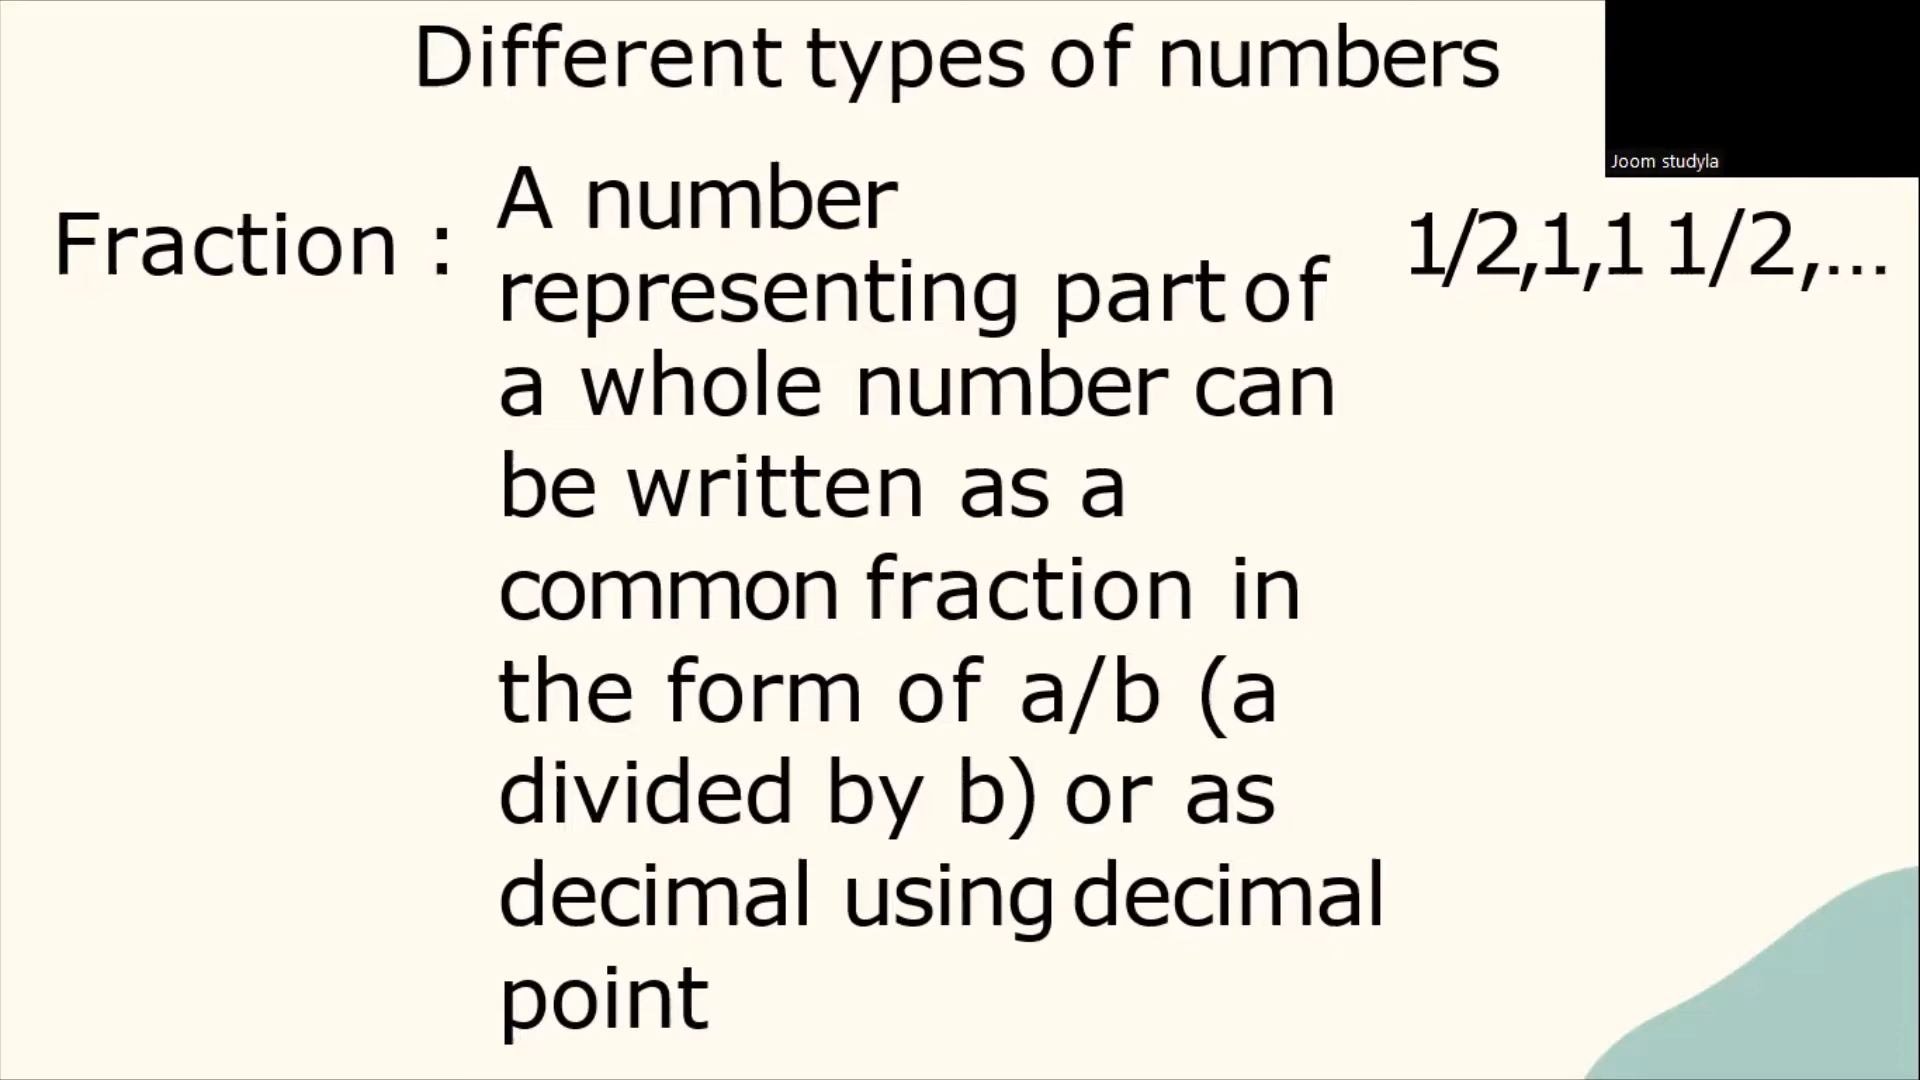 Different types of numbers
Joom studyla
Fraction :
A number
representing part of
a whole number can
be written as a
common fraction in
the form of a/b (a
divided by b) or as
decimal using decimal
point
1/2,1,1 1/2,...